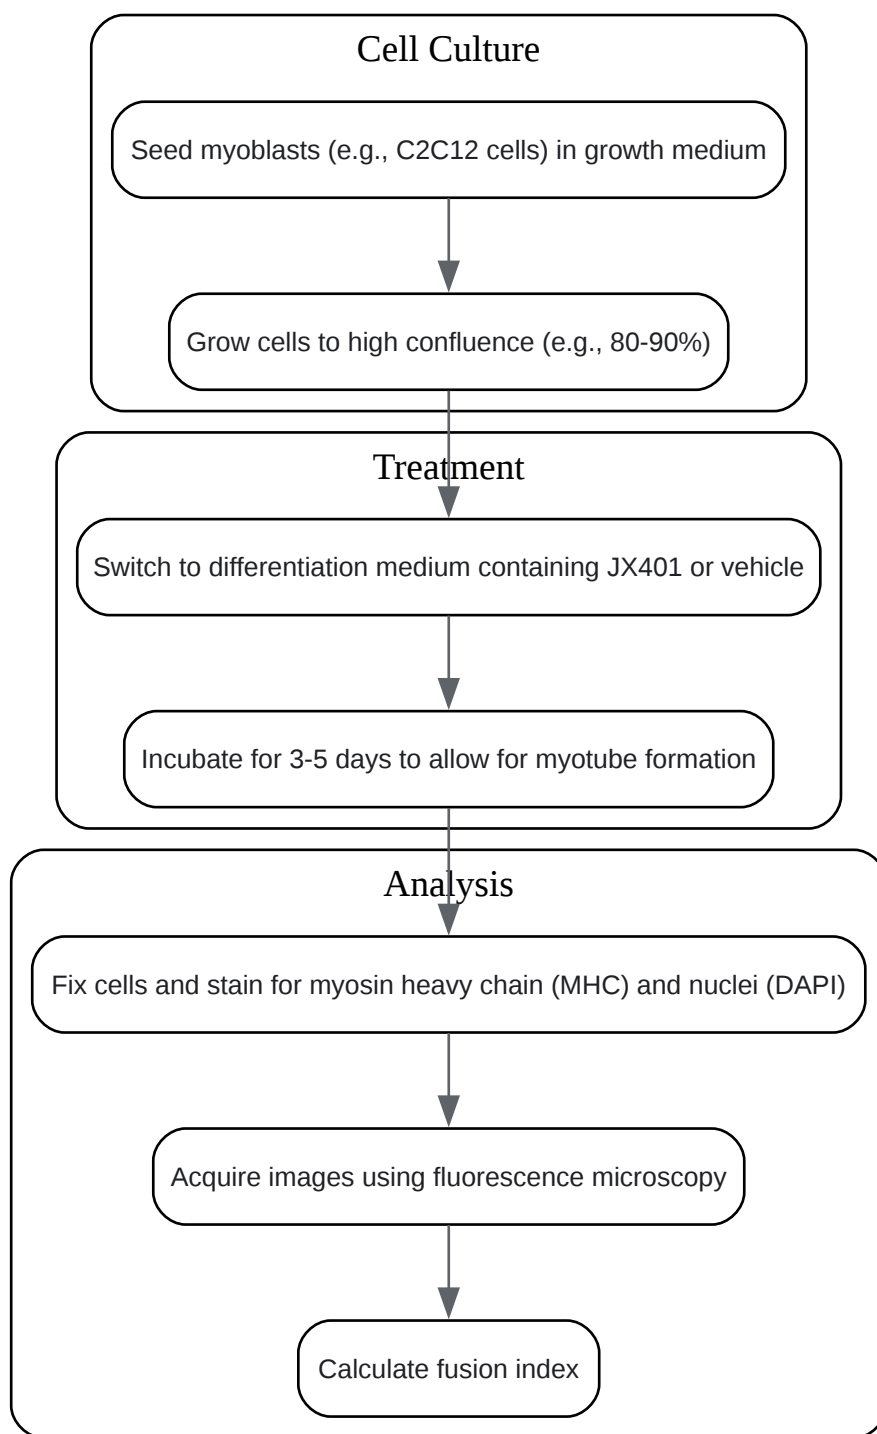 Cell Culture
Seed myoblasts (e.g., C2C12 cells) in growth medium
Grow cells to high confluence (e.g., 80-90%)
Treatment
Switch to differentiation medium containing JX401 or vehicle
Incubate for 3-5 days to allow for myotube formation
Analysis
Fix cells and stain for myosin heavy chain (MHC) and nuclei (DAPI)
Acquire images using fluorescence microscopy
Calculate fusion index